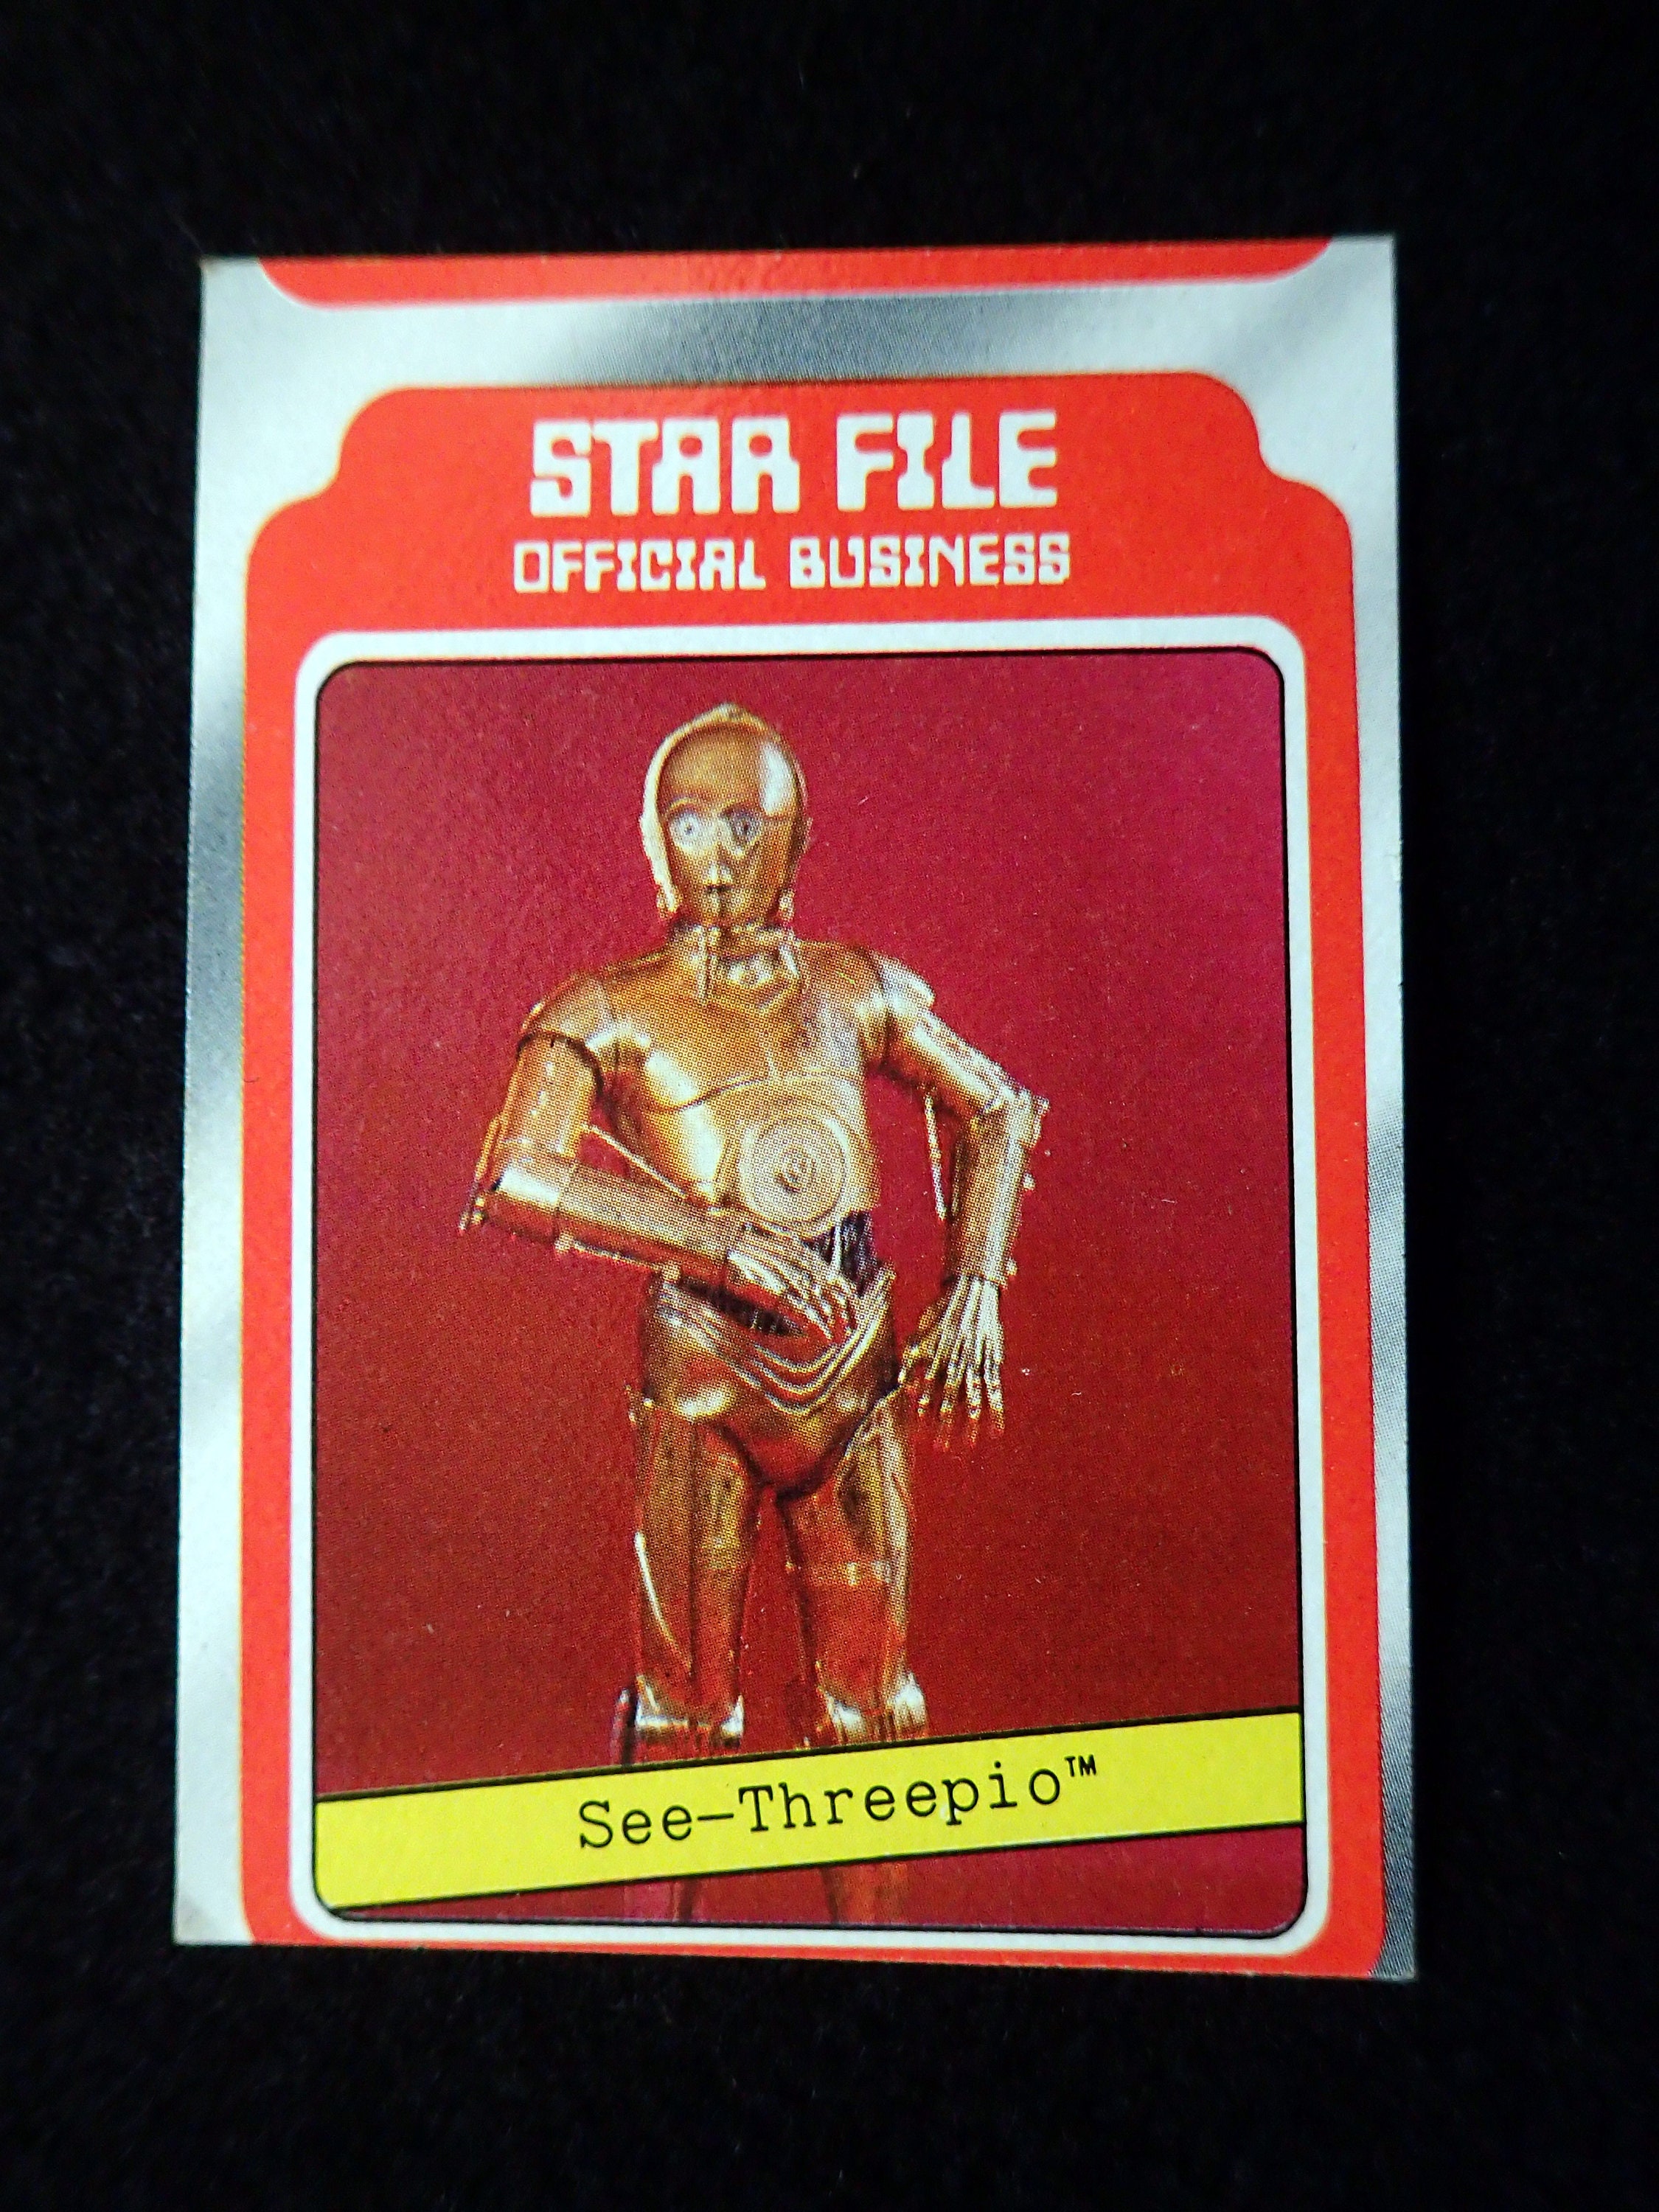 STAR FILE
OFFICIAL BUSINESS
See-Threepio™